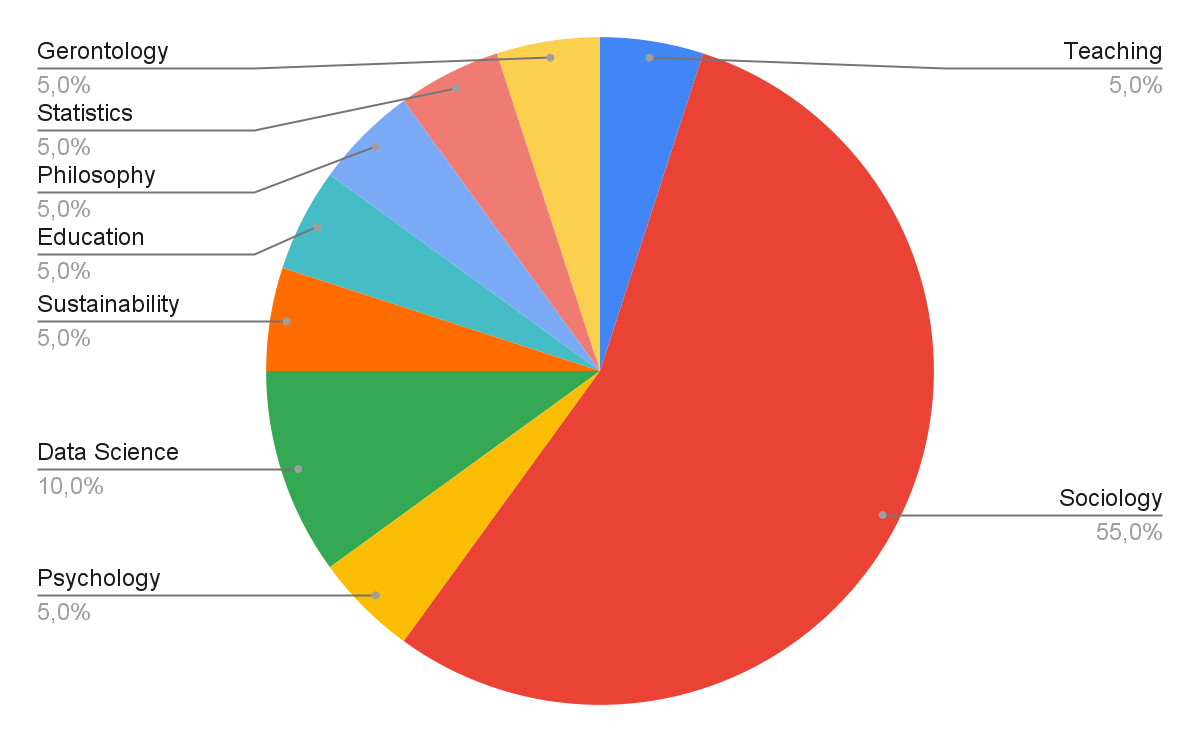 Gerontology
5,0%
Statistics
5,0%
Philosophy
5,0%
Education
5,0%
Sustainability
5,0%
Data Science
10,0%
Psychology
5,0%
Teaching
5,0%
Sociology
55,0%